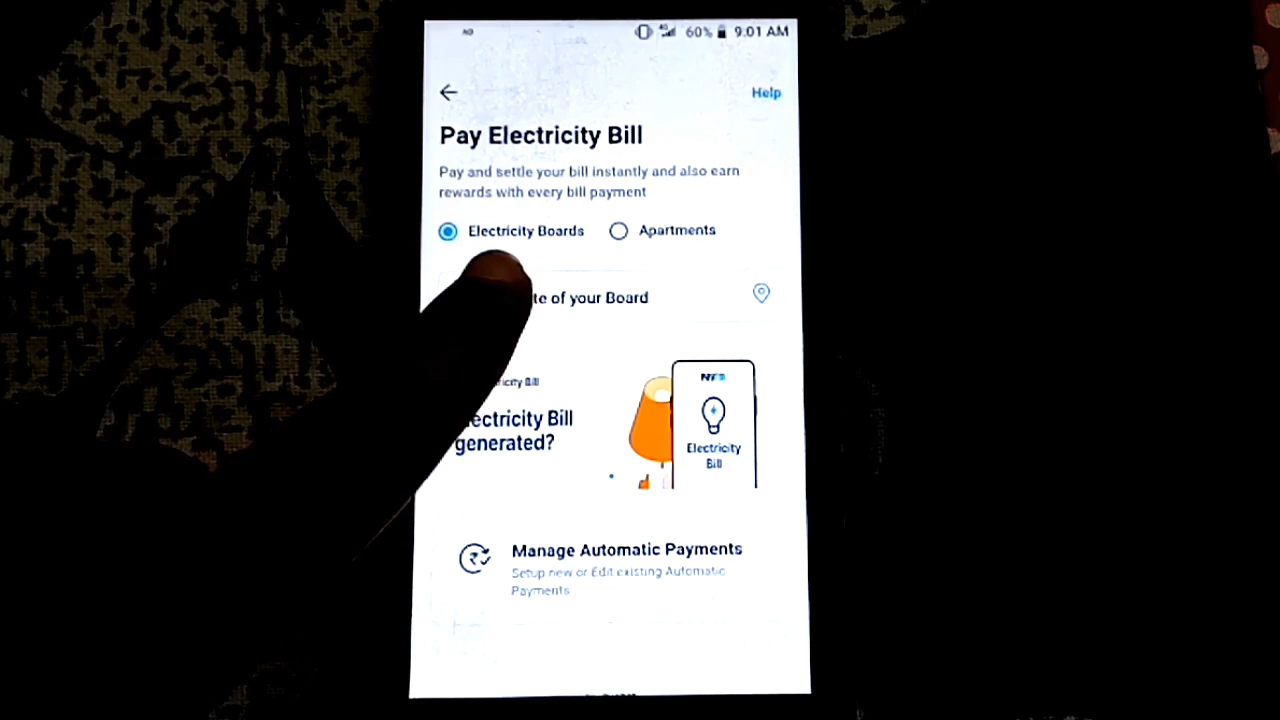 60% 9:01 AM
Help
Pay Electricity Bill
Pay and settle your bill instantly and also earn
rewards with every bill payment
Electricity Boards Apartments
of your Board
Bill
Bill
generated?
Electricity
Bill
Manage Automatic Payments
Setup new or Edit existing Automatic
Payments